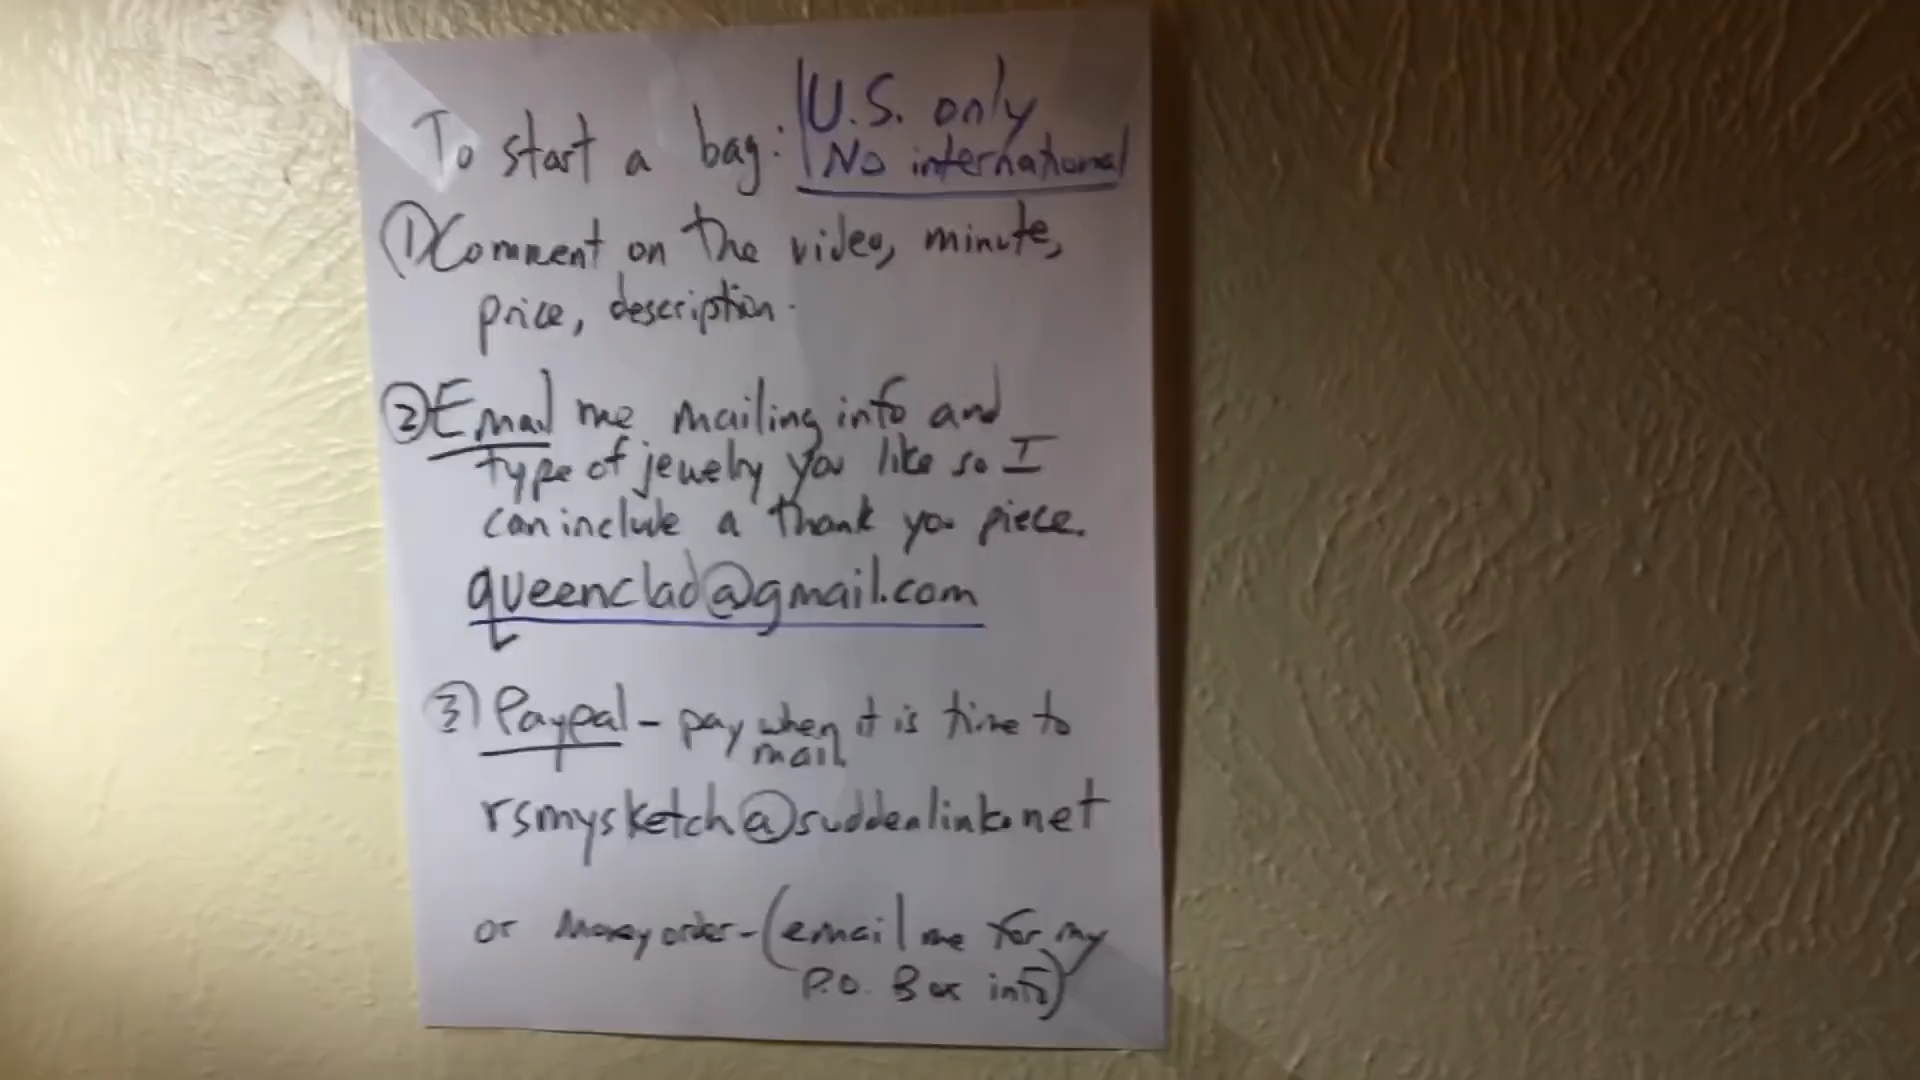 To start a bag: U.S. only
No international
① Comment on the video, minute,
price, description.
② Email me mailing info and
type of jewelry you like so I
can include a thank you piece.
queenclad@gmail.com
③ Paypal - pay when it is time to
mail
rsmysketch@suddenlink.net
or Money order - (email me for my
P.O. Box info)